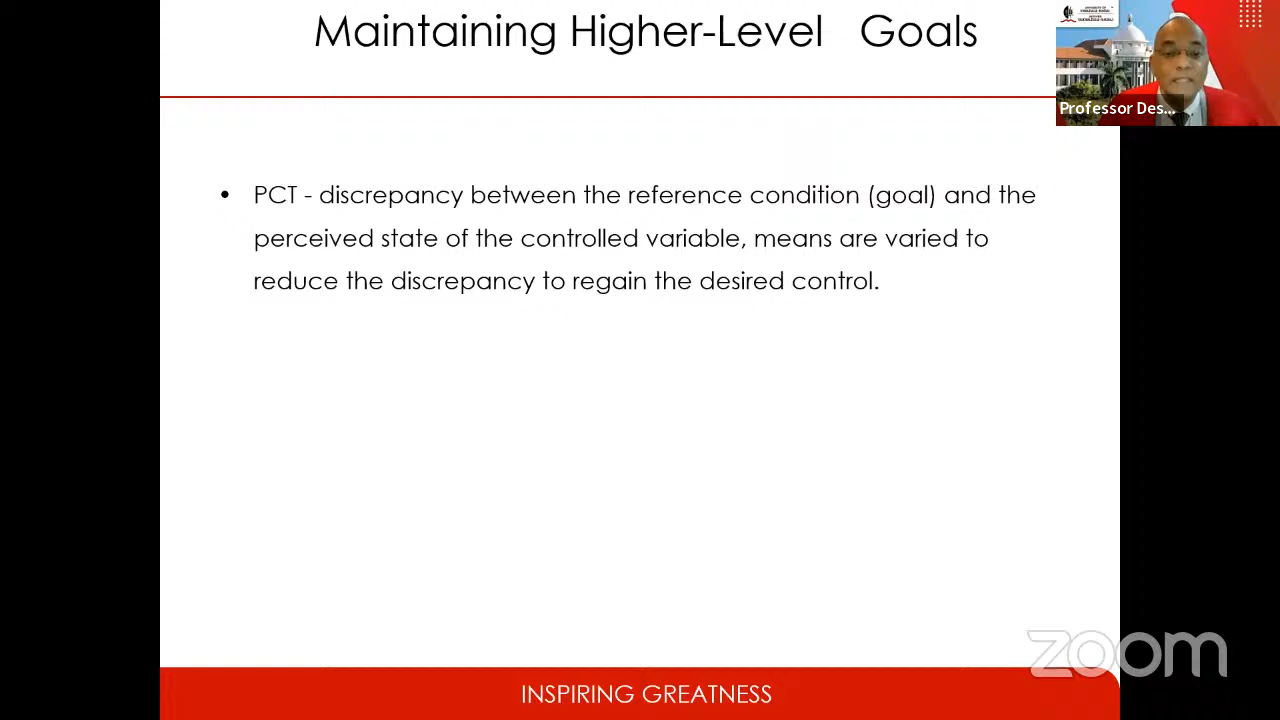 Maintaining Higher-Level Goals
Professor Des...
• PCT - discrepancy between the reference condition (goal) and the
perceived state of the controlled variable, means are varied to
reduce the discrepancy to regain the desired control.
zoom
INSPIRING GREATNESS